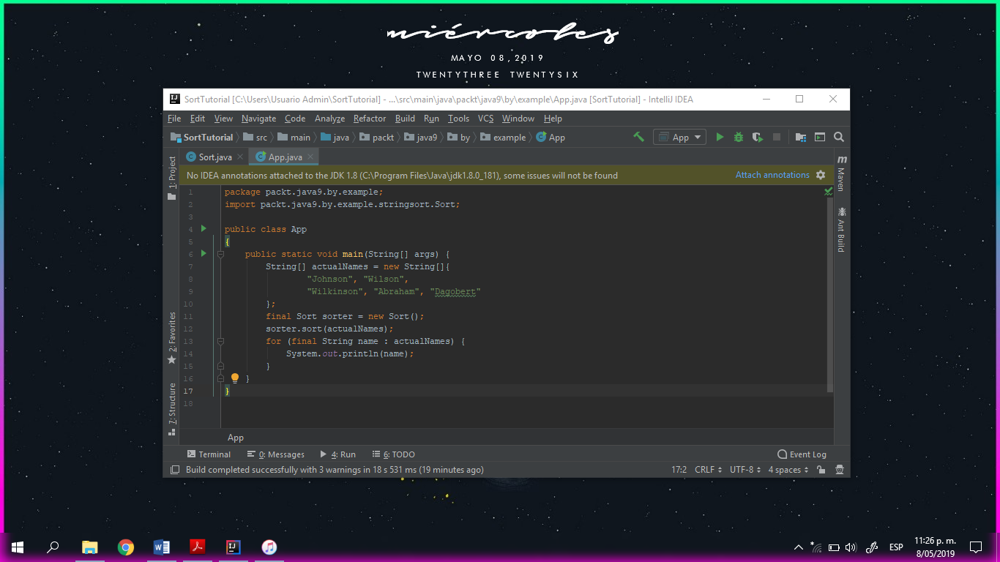 miércoles
MAYO 08,2019
TWENTYTHREE TWENTYSIX
SortTutorial [C:\Users\Usuario Admin\SortTutorial] - ...\src\main\java\packt\java9\by\example\App.java [SortTutorial] - IntelliJ IDEA
File Edit View Navigate Code Analyze Refactor Build Run Tools VCS Window Help
SortTutorial src main java packt java9 by example App App
Sort.java App.java
No IDEA annotations attached to the JDK 1.8 (C:\Program Files\Java\jdk1.8.0_181), some issues will not be found Attach annotations
1: Project
2: Favorites
7: Structure
1 package packt.java9.by.example;
2 import packt.java9.by.example.stringsort.Sort;
3
4 public class App
5 {
6 public static void main(String[] args) {
7 String[] actualNames = new String[]{
8 "Johnson", "Wilson",
9 "Wilkinson", "Abraham", "Dagobert"
10 };
11 final Sort sorter = new Sort();
12 sorter.sort(actualNames);
13 for (final String name : actualNames) {
14 System.out.println(name);
15 }
16 }
17 }
18
m Maven
Ant Build
App
Terminal 0: Messages 4: Run 6: TODO Event Log
Build completed successfully with 3 warnings in 18 s 531 ms (19 minutes ago) 17:2 CRLF UTF-8 4 spaces
ESP
11:26 p. m.
8/05/2019